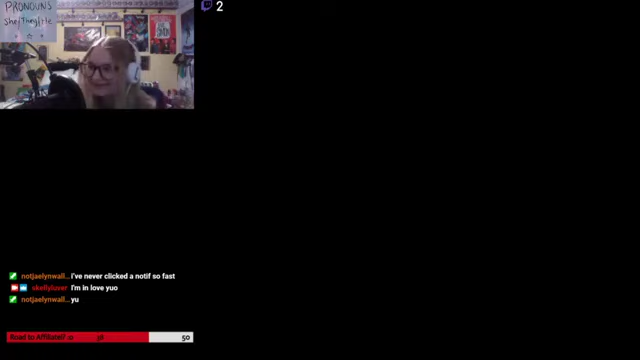 PRONOUNS
She/They/He
2
notjaelynwall... i've never clicked a notif so fast
skellyluver I'm in love yuo
notjaelynwall... yu
Road to Affiliate!? :o
50